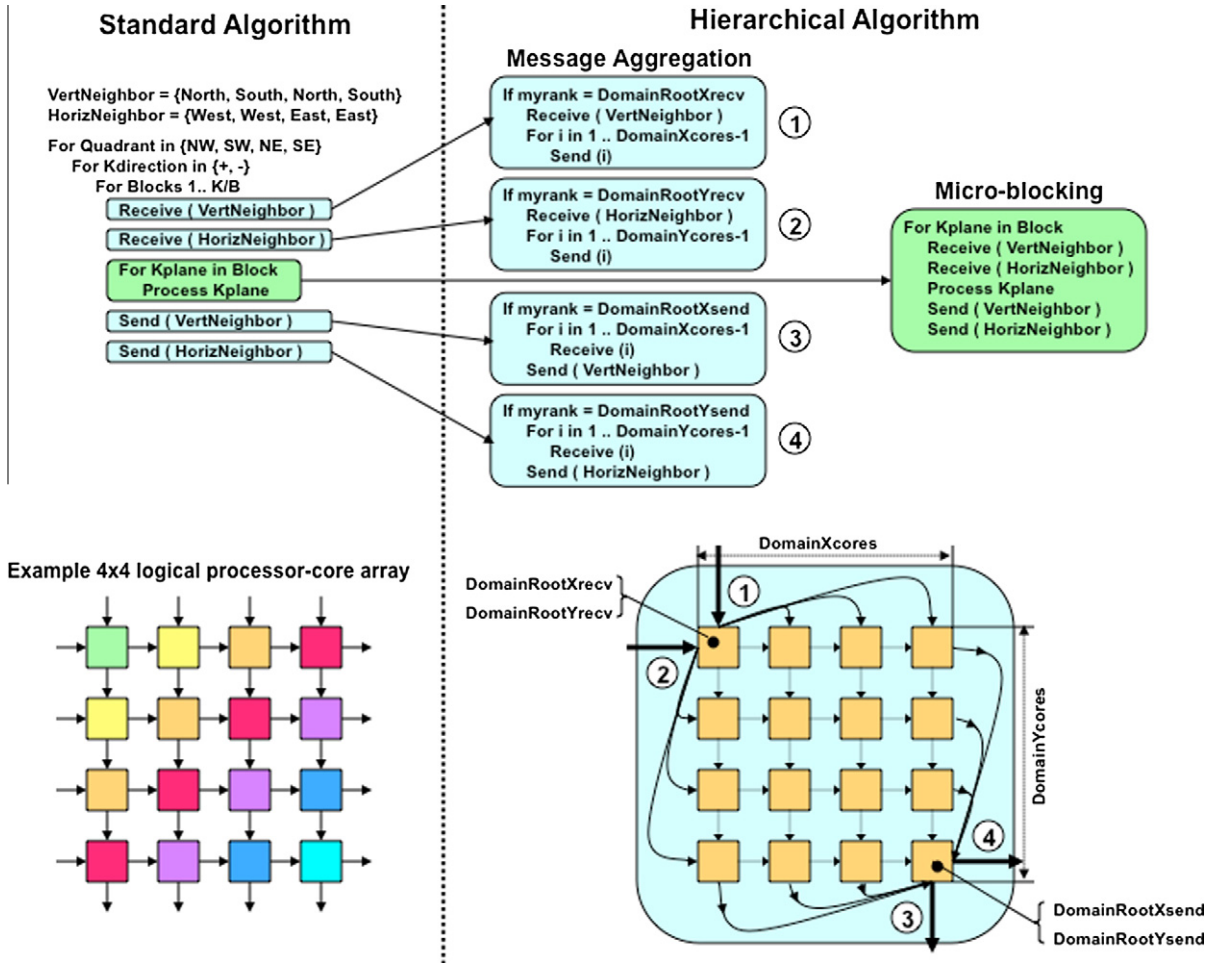 Standard Algorithm
VertNeighbor = {North, South, North, South}
HorizNeighbor = {West, West, East, East}
For Quadrant in {NW, SW, NE, SE}
For Kdirection in {+, -}
For Blocks 1.. K/B
Receive ( VertNeighbor )
Receive ( HorizNeighbor )
For Kplane in Block
Process Kplane
Send ( VertNeighbor )
Send ( HorizNeighbor )
Hierarchical Algorithm
Message Aggregation
If myrank = DomainRootXrecv
Receive ( VertNeighbor )
For i in 1 .. DomainXcores-1
Send (i)
1
If myrank = DomainRootYrecv
Receive ( HorizNeighbor )
For i in 1 .. DomainYcores-1
Send (i)
2
If myrank = DomainRootXsend
For i in 1 .. DomainXcores-1
Receive (i)
Send ( VertNeighbor )
3
If myrank = DomainRootYsend
For i in 1 .. DomainYcores-1
Receive (i)
Send ( HorizNeighbor )
4
Micro-blocking
For Kplane in Block
Receive ( VertNeighbor )
Receive ( HorizNeighbor )
Process Kplane
Send ( VertNeighbor )
Send ( HorizNeighbor )
Example 4x4 logical processor-core array
DomainXcores
DomainRootXrecv
DomainRootYrecv
1
2
DomainYcores
4
3
DomainRootXsend
DomainRootYsend